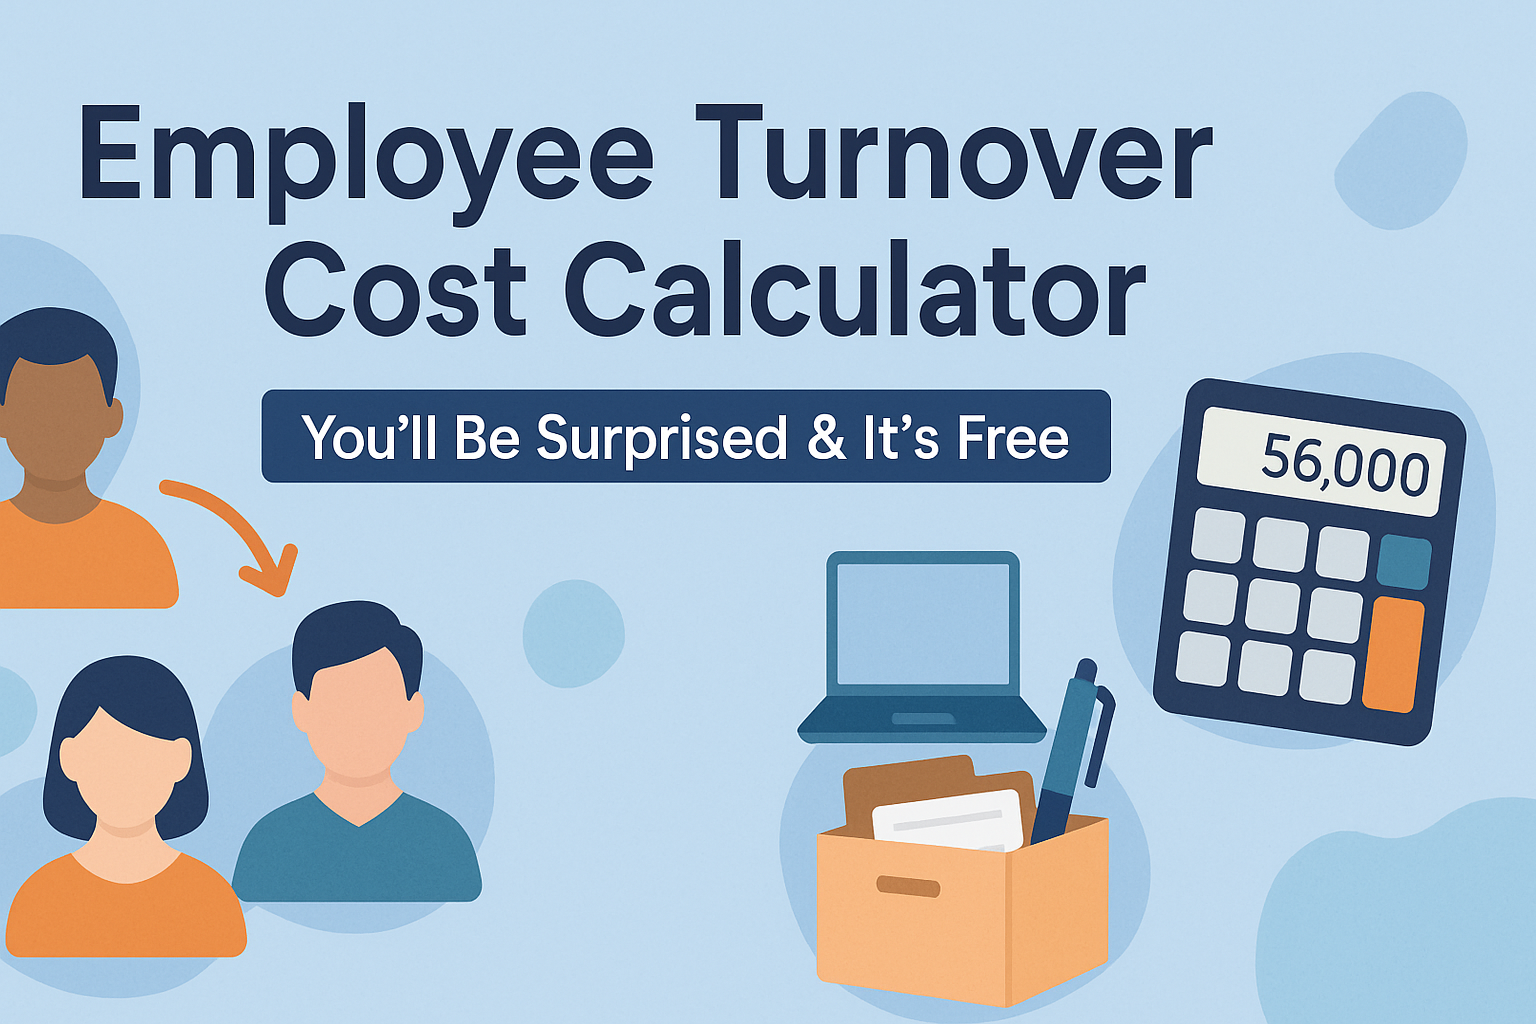 Employee Turnover
Cost Calculator
You’ll Be Surprised & It’s Free
56,000